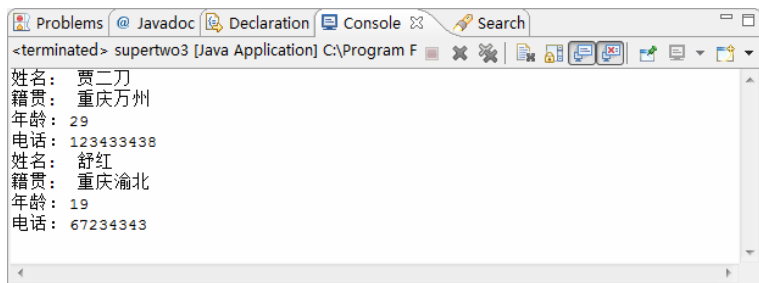 Problems @ Javadoc Declaration Console Search
<terminated> supertwo3 [Java Application] C:\Program F
姓名： 贾二刀
籍贯： 重庆万州
年龄：29
电话：123433438
姓名： 舒红
籍贯： 重庆渝北
年龄：19
电话：67234343